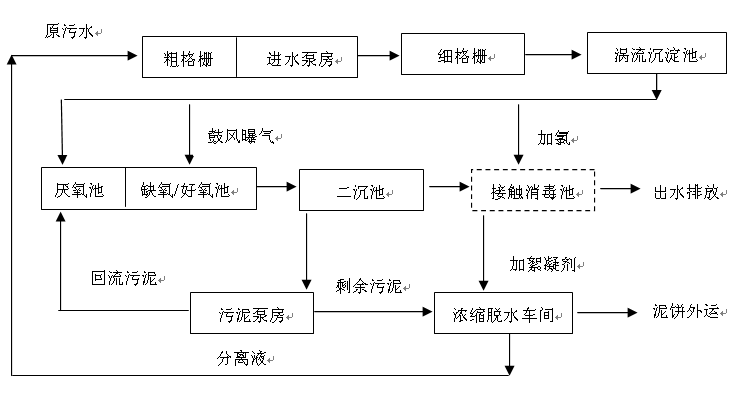 原污水
粗格栅 进水泵房 细格栅 涡流沉淀池
鼓风曝气 加氯
厌氧池 缺氧/好氧池 二沉池 接触消毒池 出水排放
回流污泥 剩余污泥 加絮凝剂
污泥泵房 浓缩脱水车间 泥饼外运
分离液